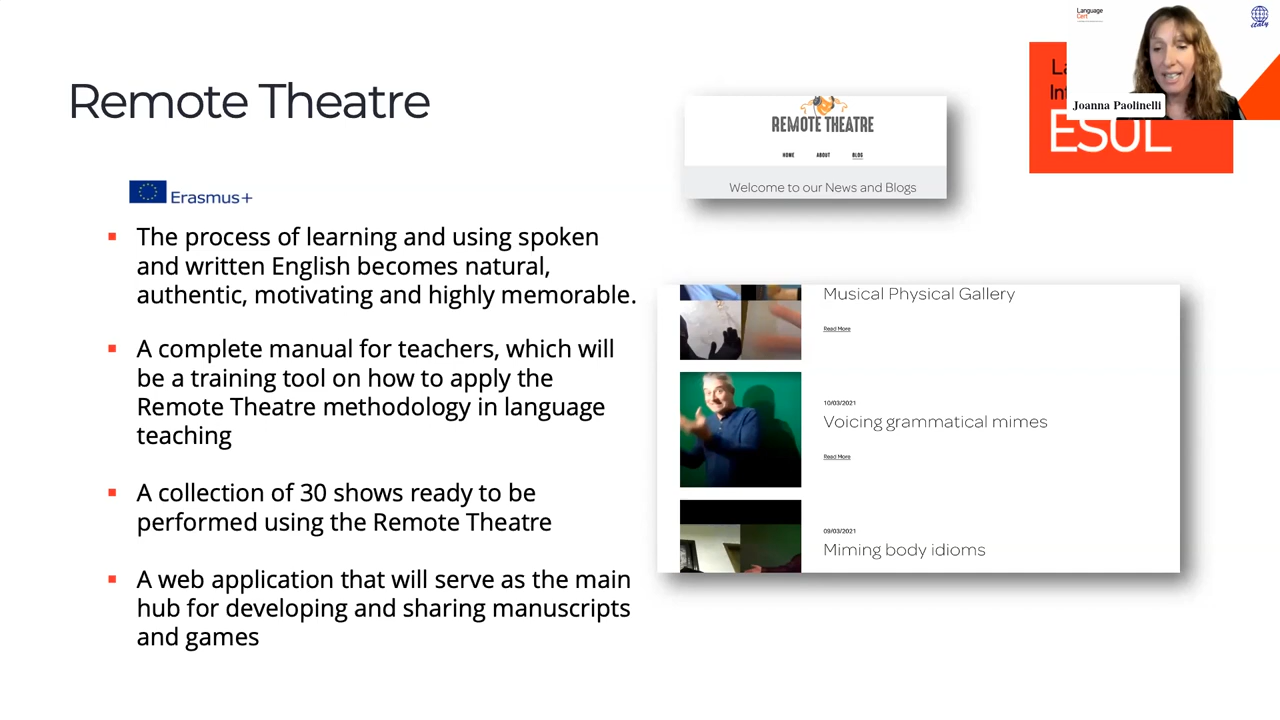 Remote Theatre
Erasmus+
The process of learning and using spoken
and written English becomes natural,
authentic, motivating and highly memorable.
A complete manual for teachers, which will
be a training tool on how to apply the
Remote Theatre methodology in language
teaching
A collection of 30 shows ready to be
performed using the Remote Theatre
A web application that will serve as the main
hub for developing and sharing manuscripts
and games
REMOTE THEATRE
HOME ABOUT BLOG
Welcome to our News and Blogs
Musical Physical Gallery
Read More
10/03/2021
Voicing grammatical mimes
Read More
09/03/2021
Miming body idioms
Language
Cert
italy
Joanna Paolinelli
ESOL